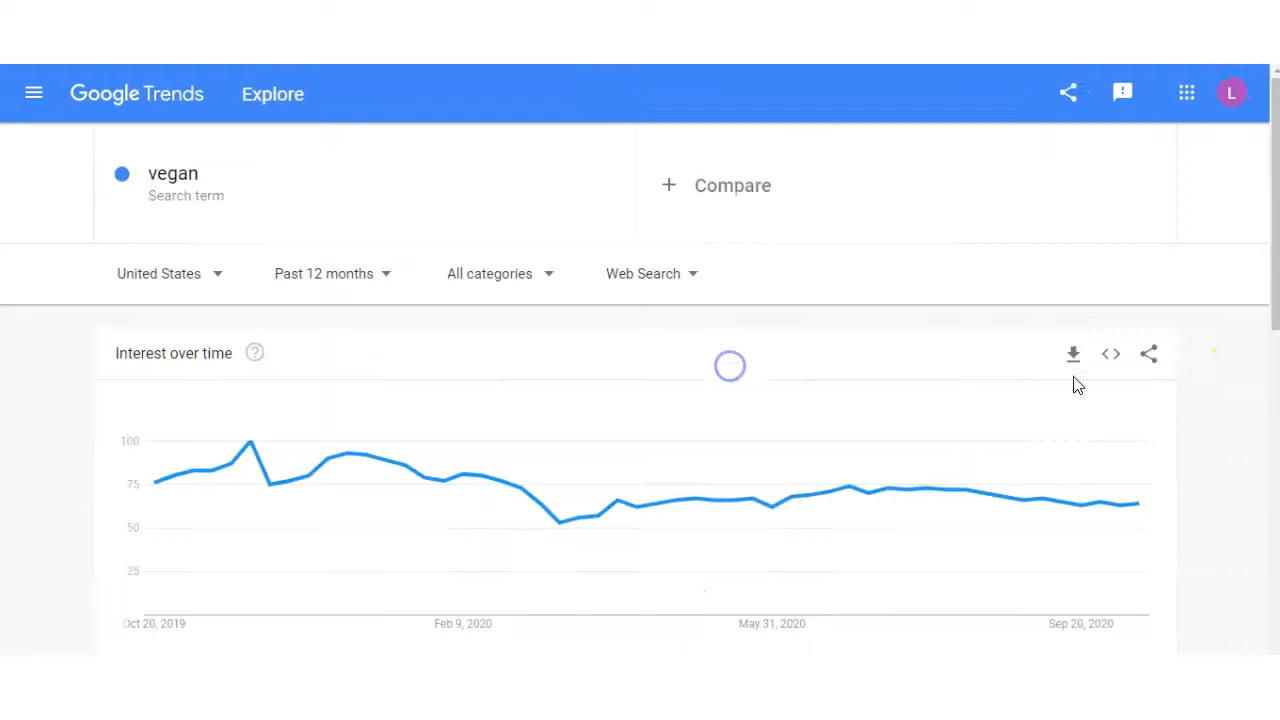 Google Trends Explore L
vegan
Search term
+ Compare
United States Past 12 months All categories Web Search
Interest over time
100
75
50
25
Oct 20, 2019 Feb 9, 2020 May 31, 2020 Sep 20, 2020